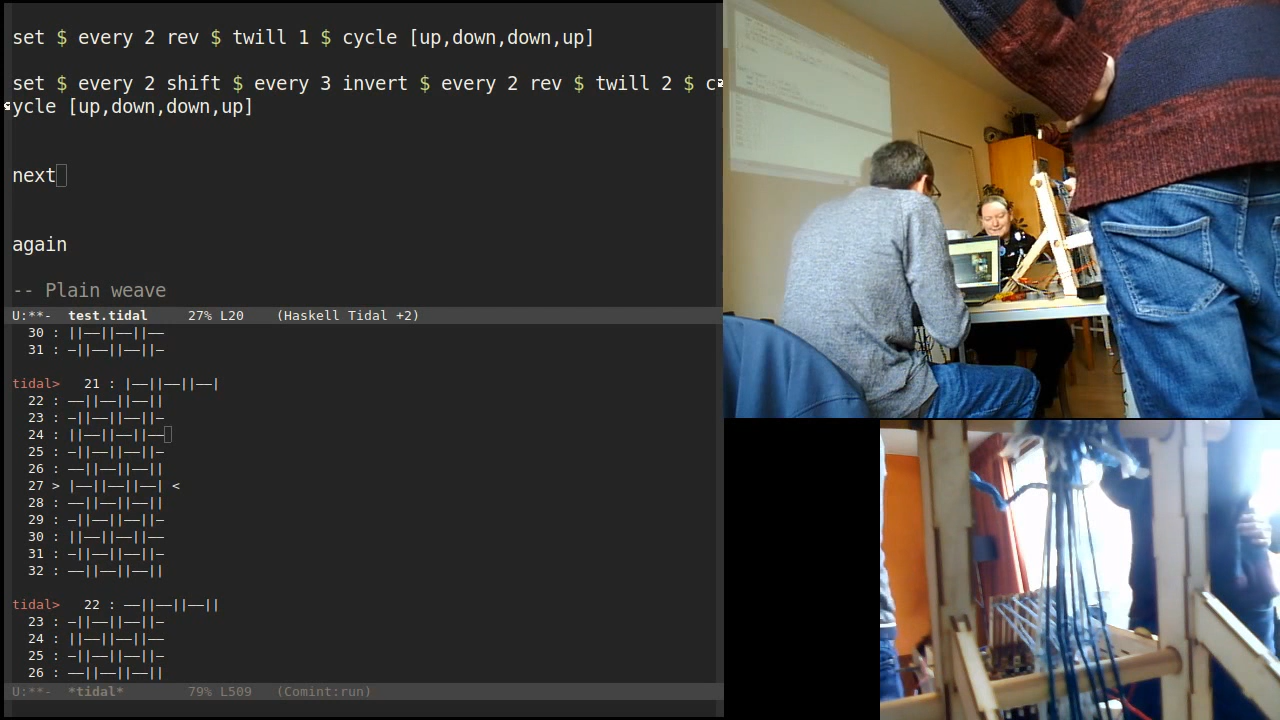 set $ every 2 rev $ twill 1 $ cycle [up,down,down,up]
set $ every 2 shift $ every 3 invert $ every 2 rev $ twill 2 $ c
ycle [up,down,down,up]
next
again
-- Plain weave
U:**-  test.tidal     27% L20    (Haskell Tidal +2)
30 : ||——||——||——
31 : —||——||——||—
tidal>   21 : |——||——||——|
22 : ——||——||——||
23 : —||——||——||—
24 : ||——||——||——
25 : —||——||——||—
26 : ——||——||——||
27 > |——||——||——| <
28 : ——||——||——||
29 : —||——||——||—
30 : ||——||——||——
31 : —||——||——||—
32 : ——||——||——||
tidal>   22 : ——||——||——||
23 : —||——||——||—
24 : ||——||——||——
25 : —||——||——||—
26 : ——||——||——||
U:**-  *tidal*        79% L509   (Comint:run)